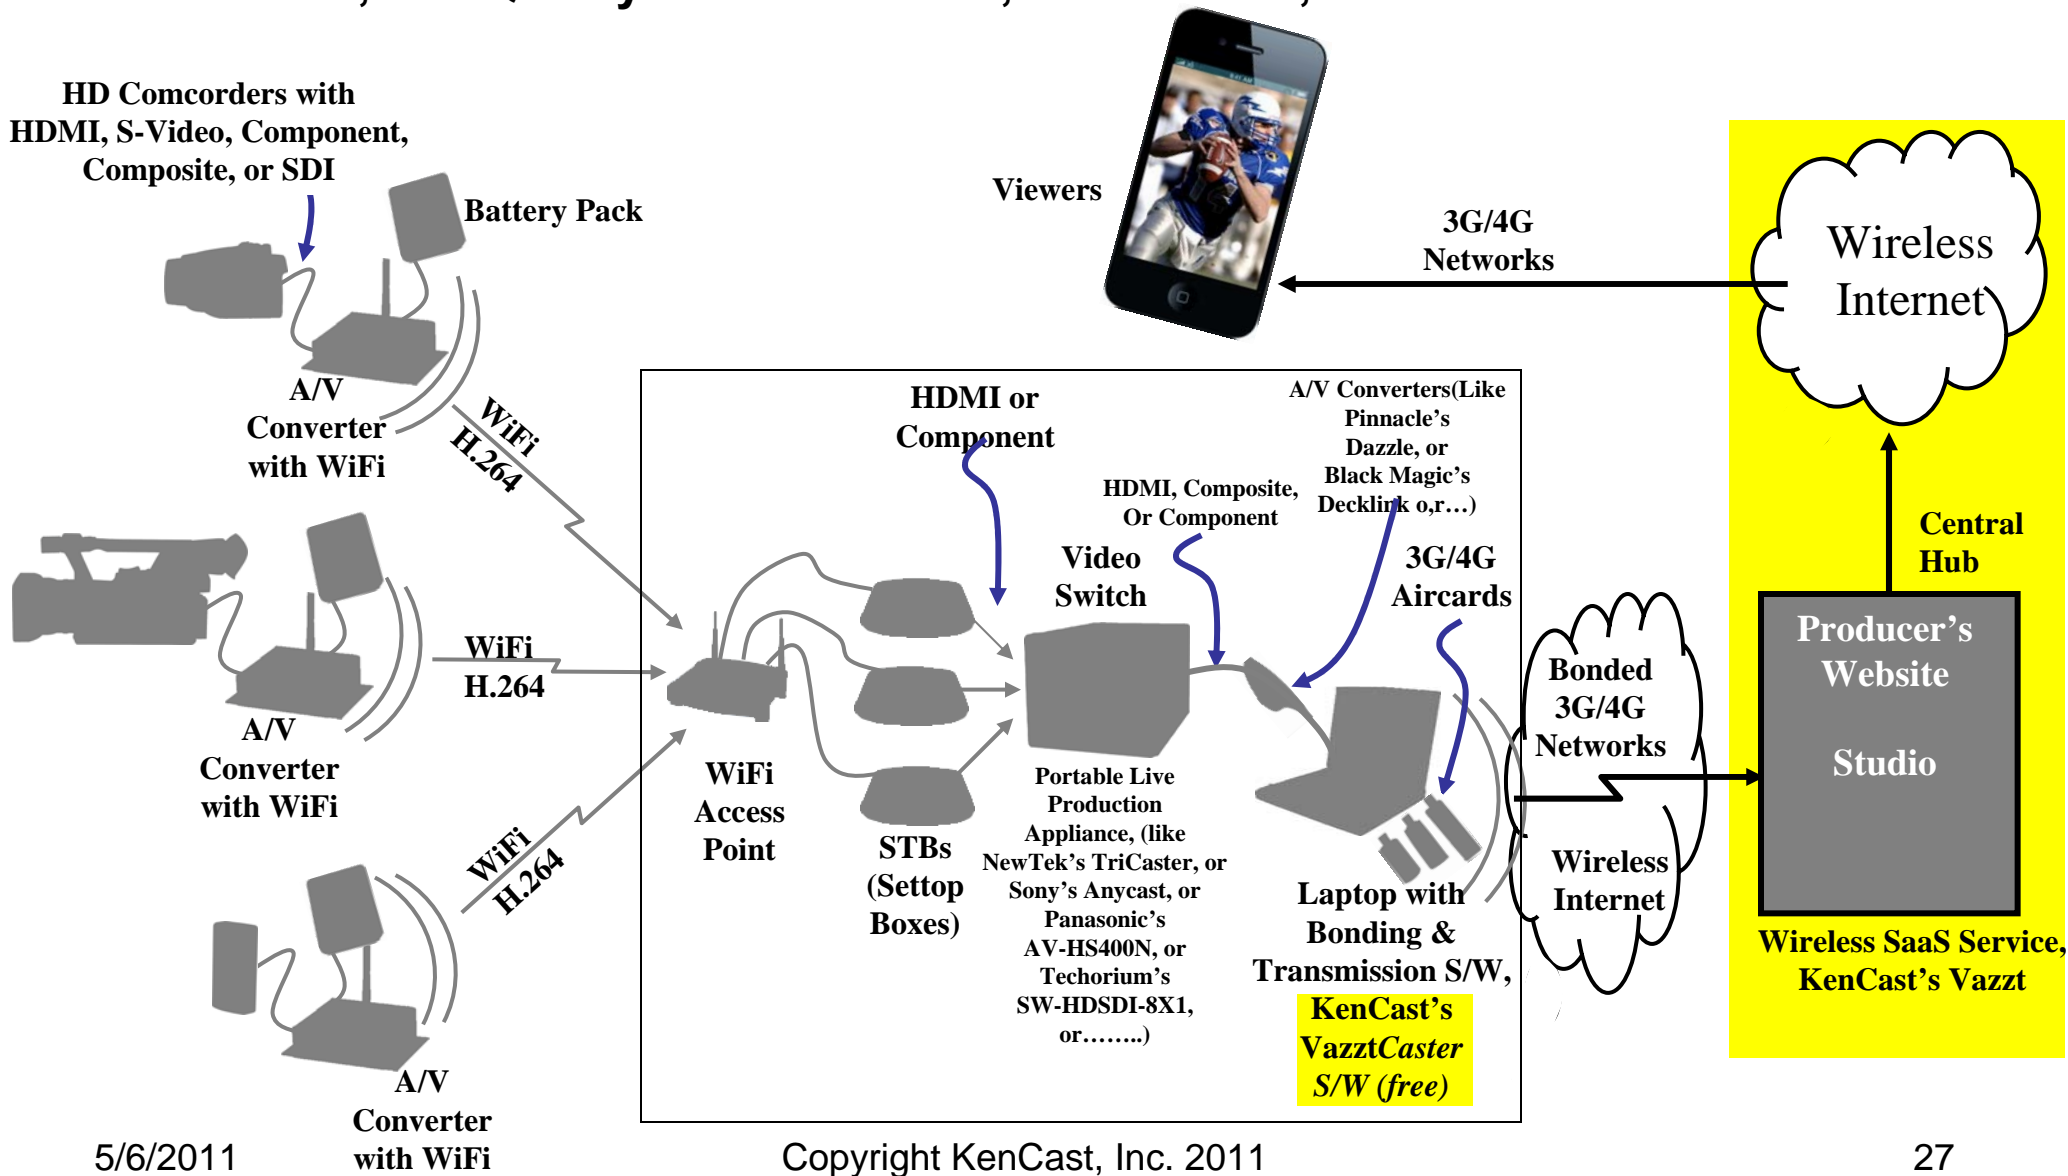 HD Comcorders with
HDMI, S-Video, Component,
Composite, or SDI
Battery Pack
A/V
Converter
with WiFi
WiFi
H.264
A/V
Converter
with WiFi
WiFi
H.264
A/V
Converter
with WiFi
WiFi
H.264
WiFi
Access
Point
HDMI or
Component
STBs
(Settop
Boxes)
Video
Switch
Portable Live
Production
Appliance, (like
NewTek's TriCaster, or
Sony's Anycast, or
Panasonic's
AV-HS400N, or
Techorium's
SW-HDSDI-8X1,
or……..)
HDMI, Composite,
Or Component
A/V Converters(Like
Pinnacle's
Dazzle, or
Black Magic's
Decklink o,r…)
3G/4G
Aircards
Laptop with
Bonding &
Transmission S/W,
KenCast's
VazztCaster
S/W (free)
Bonded
3G/4G
Networks
Wireless
Internet
Producer's
Website
Studio
Wireless SaaS Service,
KenCast's Vazzt
Central
Hub
Wireless
Internet
3G/4G
Networks
Viewers
5/6/2011
Copyright KenCast, Inc. 2011
27